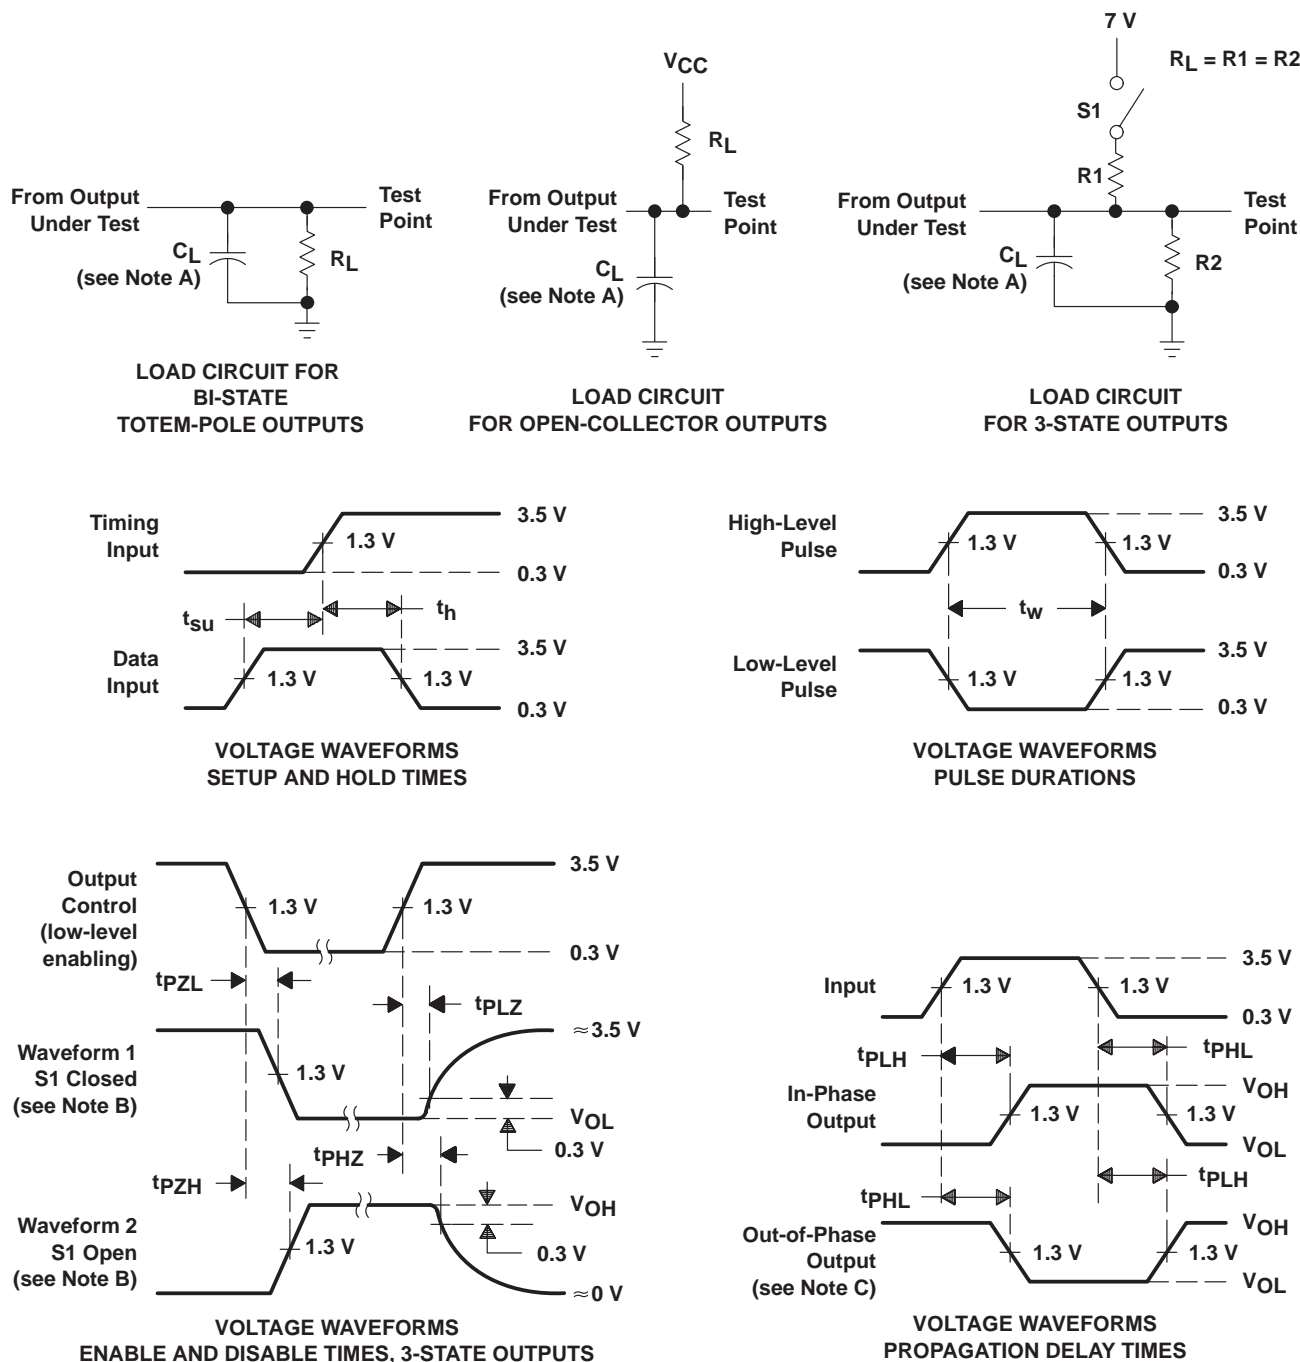 7 V
RL = R1 = R2
S1
R1
From Output
Under Test
Test
Point
CL
(see Note A)
RL
LOAD CIRCUIT FOR
BI-STATE
TOTEM-POLE OUTPUTS
VCC
RL
From Output
Under Test
Test
Point
CL
(see Note A)
LOAD CIRCUIT
FOR OPEN-COLLECTOR OUTPUTS
From Output
Under Test
Test
Point
CL
(see Note A)
R2
LOAD CIRCUIT
FOR 3-STATE OUTPUTS
Timing
Input
3.5 V
1.3 V
0.3 V
tsu
th
Data
Input
3.5 V
1.3 V
1.3 V
0.3 V
VOLTAGE WAVEFORMS
SETUP AND HOLD TIMES
High-Level
Pulse
3.5 V
1.3 V
1.3 V
0.3 V
tw
Low-Level
Pulse
3.5 V
1.3 V
1.3 V
0.3 V
VOLTAGE WAVEFORMS
PULSE DURATIONS
Output
Control
(low-level
enabling)
3.5 V
1.3 V
1.3 V
0.3 V
tPZL
tPLZ
Waveform 1
S1 Closed
(see Note B)
≈3.5 V
1.3 V
VOL
0.3 V
tPHZ
tPZH
Waveform 2
S1 Open
(see Note B)
VOH
1.3 V
0.3 V
≈0 V
VOLTAGE WAVEFORMS
ENABLE AND DISABLE TIMES, 3-STATE OUTPUTS
Input
3.5 V
1.3 V
1.3 V
0.3 V
tPLH
tPHL
In-Phase
Output
VOH
1.3 V
1.3 V
VOL
tPHL
tPLH
Out-of-Phase
Output
(see Note C)
VOH
1.3 V
1.3 V
VOL
VOLTAGE WAVEFORMS
PROPAGATION DELAY TIMES